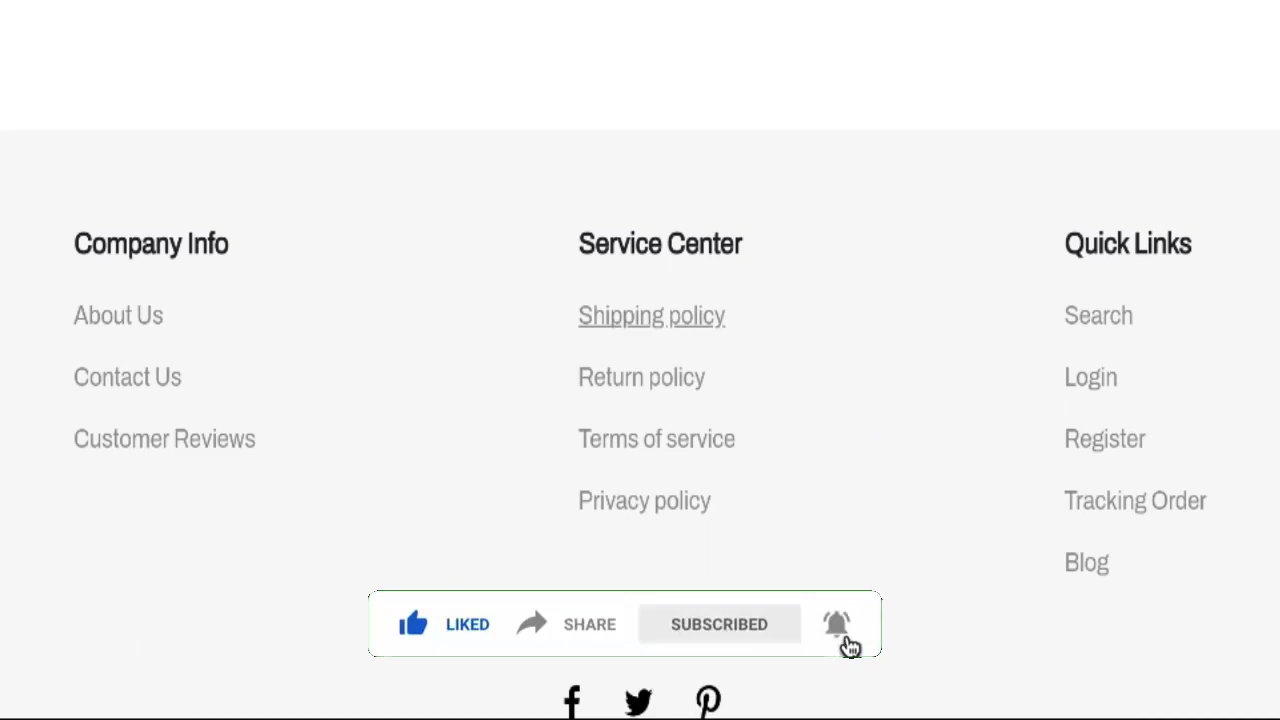 Company Info
About Us
Contact Us
Customer Reviews
Service Center
Shipping policy
Return policy
Terms of service
Privacy policy
Quick Links
Search
Login
Register
Tracking Order
Blog
LIKED SHARE SUBSCRIBED